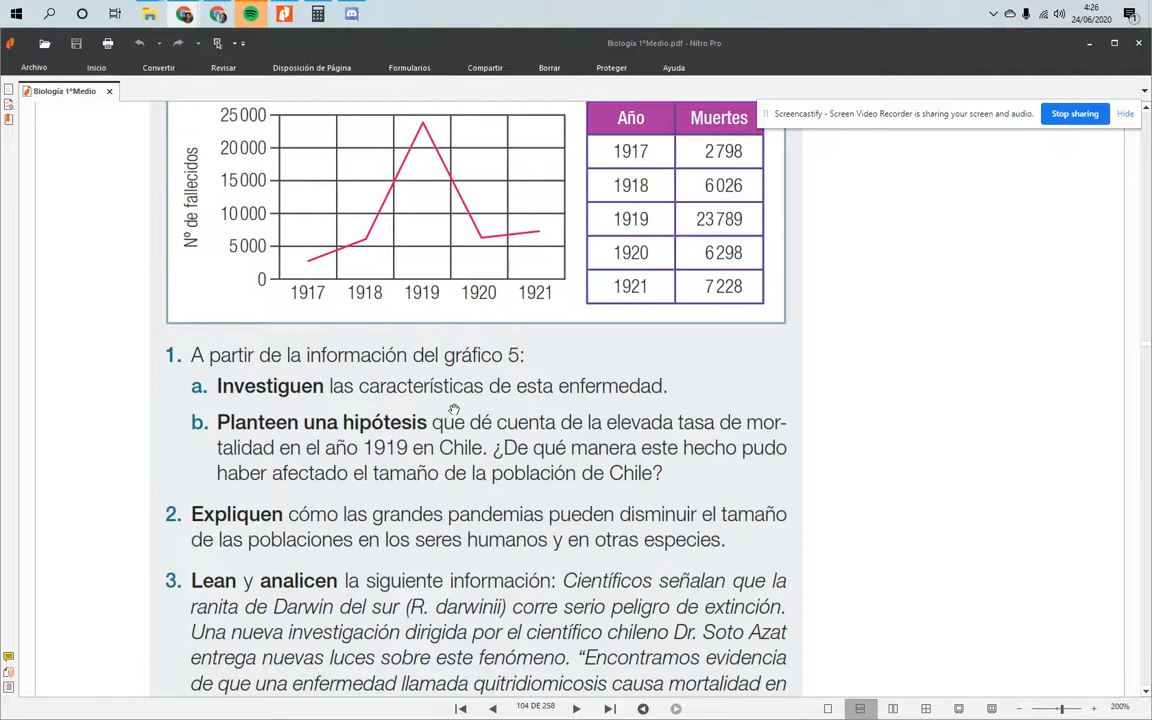 4:26
24/06/2020
Biología 1ºMedio.pdf - Nitro Pro
Archivo Inicio Convertir Revisar Disposición de Página Formularios Compartir Borrar Proteger Ayuda
Biología 1ºMedio
Screencastify - Screen Video Recorder is sharing your screen and audio. Stop sharing Hide
Nº de fallecidos
25 000
20 000
15 000
10 000
5 000
0
1917 1918 1919 1920 1921
Año Muertes
1917 2 798
1918 6 026
1919 23 789
1920 6 298
1921 7 228
1. A partir de la información del gráfico 5:
a. Investiguen las características de esta enfermedad.
b. Planteen una hipótesis que dé cuenta de la elevada tasa de mor-
talidad en el año 1919 en Chile. ¿De qué manera este hecho pudo
haber afectado el tamaño de la población de Chile?
2. Expliquen cómo las grandes pandemias pueden disminuir el tamaño
de las poblaciones en los seres humanos y en otras especies.
3. Lean y analicen la siguiente información: Científicos señalan que la
ranita de Darwin del sur (R. darwinii) corre serio peligro de extinción.
Una nueva investigación dirigida por el científico chileno Dr. Soto Azat
entrega nuevas luces sobre este fenómeno. “Encontramos evidencia
de que una enfermedad llamada quitridiomicosis causa mortalidad en
104 DE 258
200%